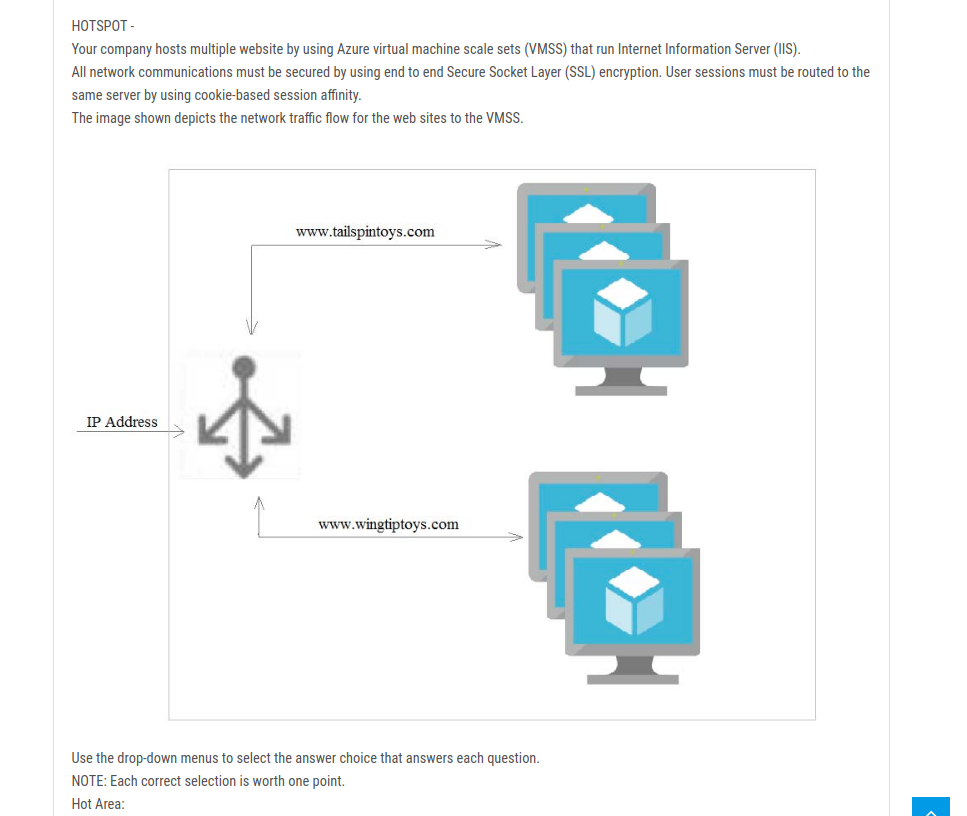 HOTSPOT -
Your company hosts multiple website by using Azure virtual machine scale sets (VMSS) that run Internet Information Server (IIS).
All network communications must be secured by using end to end Secure Socket Layer (SSL) encryption. User sessions must be routed to the
same server by using cookie-based session affinity.
The image shown depicts the network traffic flow for the web sites to the VMSS.
www.tailspintoys.com
IP Address
www.wingtiptoys.com
Use the drop-down menus to select the answer choice that answers each question.
NOTE: Each correct selection is worth one point.
Hot Area: